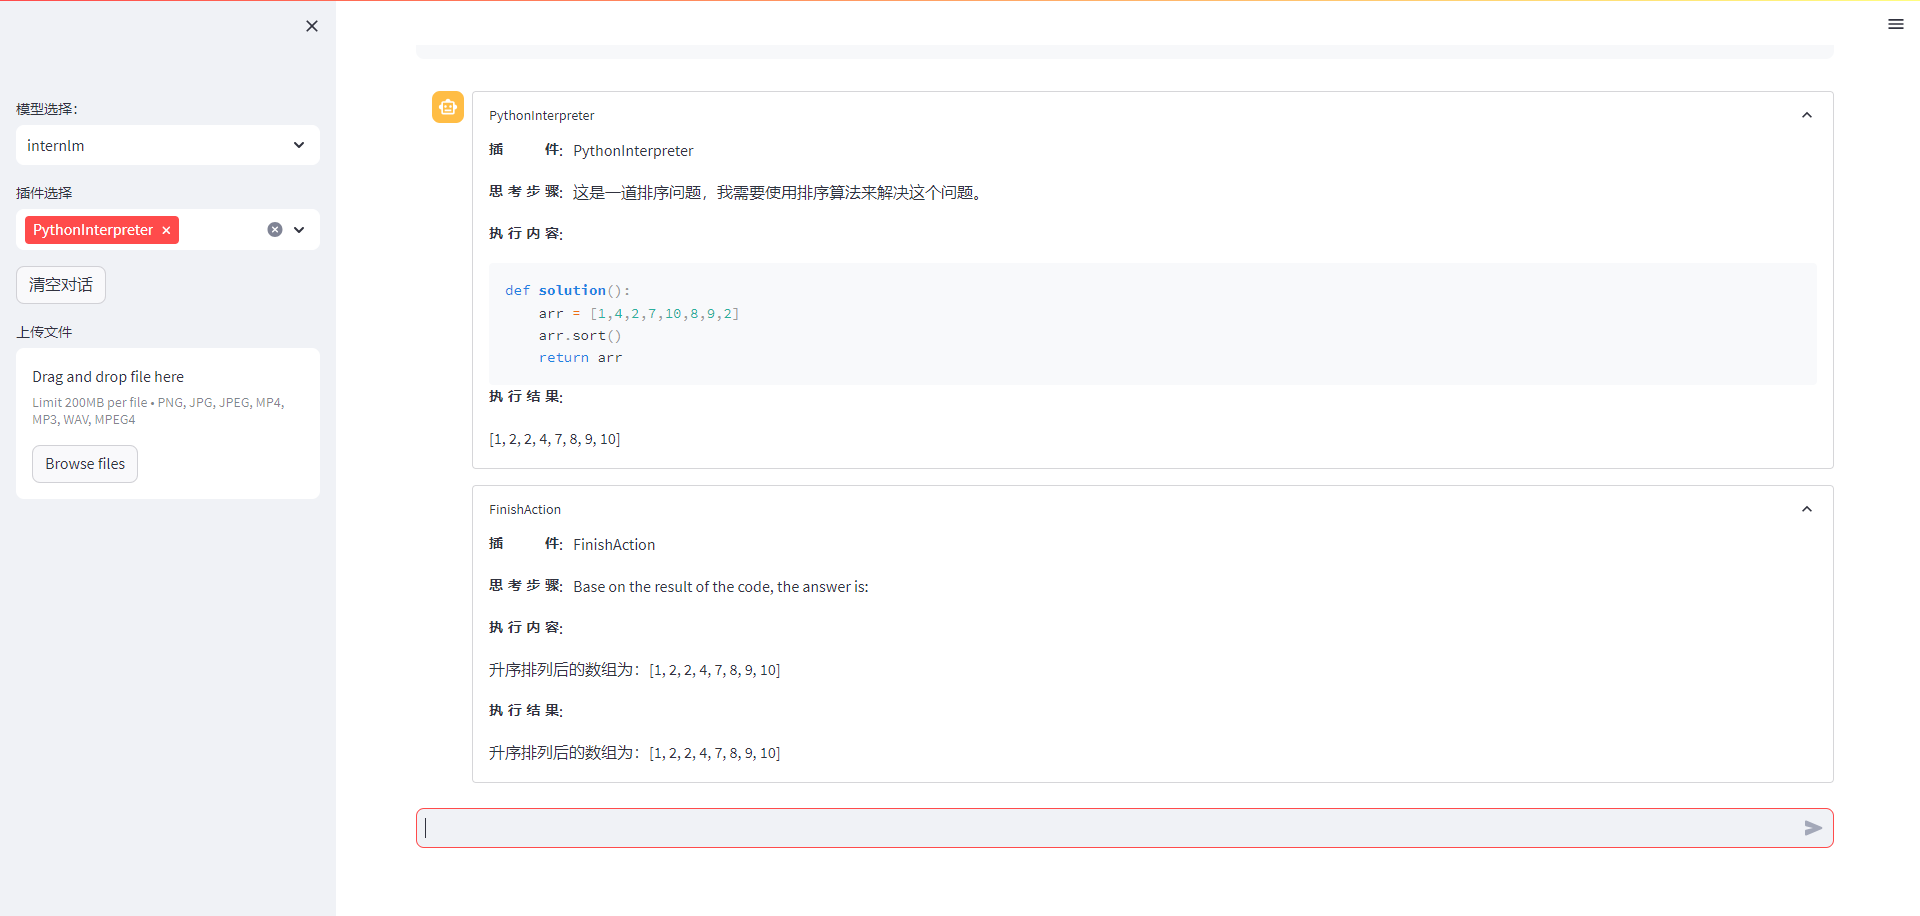 模型选择：
internlm
插件选择
PythonInterpreter
清空对话
上传文件
Drag and drop file here
Limit 200MB per file • PNG, JPG, JPEG, MP4,
MP3, WAV, MPEG4
Browse files
PythonInterpreter
插 件: PythonInterpreter
思考步骤: 这是一道排序问题，我需要使用排序算法来解决这个问题。
执行内容:
def solution():
    arr = [1,4,2,7,10,8,9,2]
    arr.sort()
    return arr
执行结果:
[1, 2, 2, 4, 7, 8, 9, 10]
FinishAction
插 件: FinishAction
思考步骤: Base on the result of the code, the answer is:
执行内容:
升序排列后的数组为：[1, 2, 2, 4, 7, 8, 9, 10]
执行结果:
升序排列后的数组为：[1, 2, 2, 4, 7, 8, 9, 10]